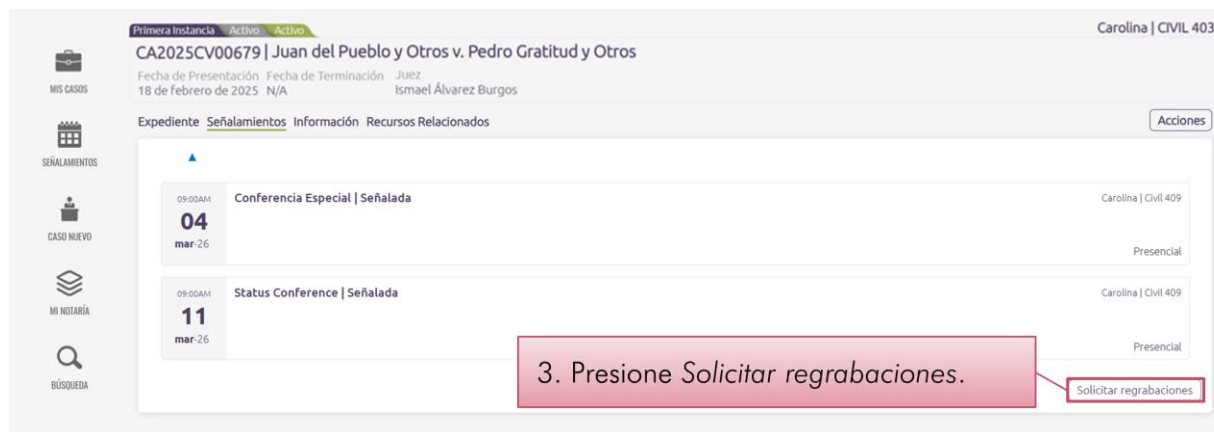 Primera Instancia Activo Activo
Carolina | CIVIL 403
CA2025CV00679 | Juan del Pueblo y Otros v. Pedro Gratitud y Otros
Fecha de Presentación Fecha de Terminación Juez
18 de febrero de 2025 N/A Ismael Álvarez Burgos
MIS CASOS
SEÑALAMIENTOS
CASO NUEVO
MI NOTARÍA
BÚSQUEDA
Expediente Señalamientos Información Recursos Relacionados
Acciones
09:00AM
04
mar-26
Conferencia Especial | Señalada
Carolina | Civil 409
Presencial
09:00AM
11
mar-26
Status Conference | Señalada
Carolina | Civil 409
Presencial
3. Presione Solicitar regrabaciones.
Solicitar regrabaciones